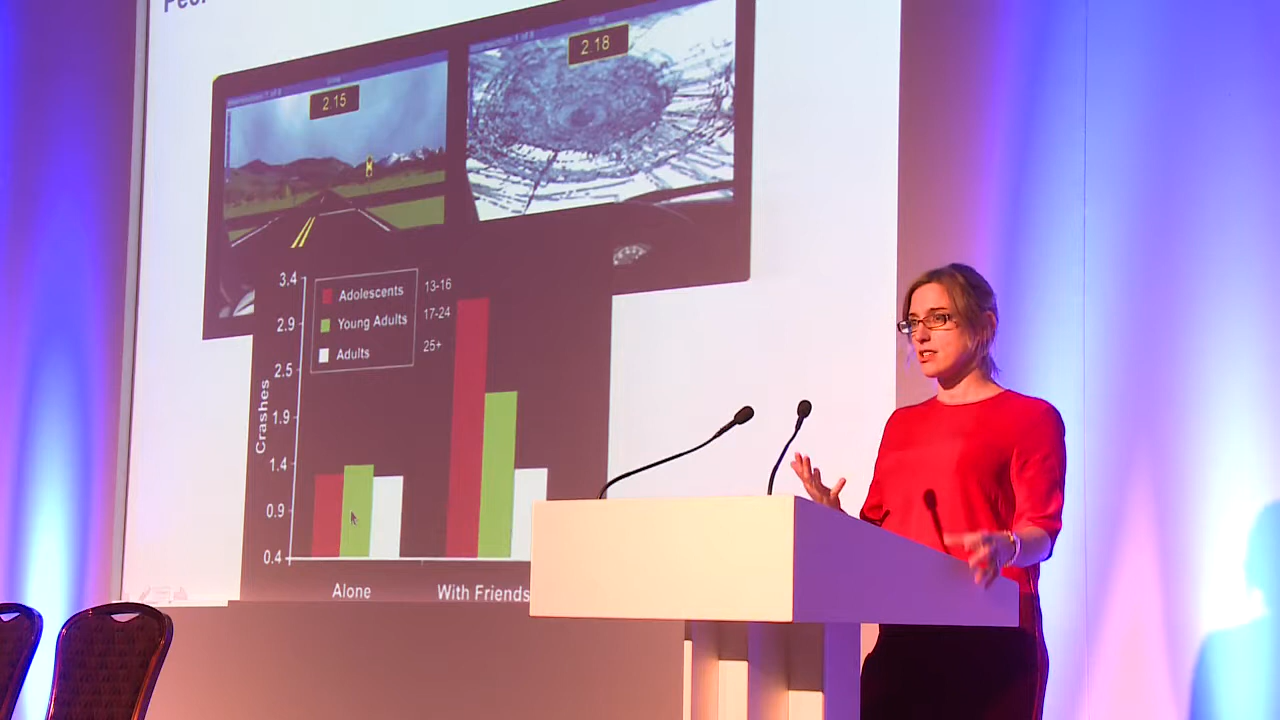 2.15
2.18
3.4
2.9
2.5
1.9
1.4
0.9
0.4
Crashes
Adolescents 13-16
Young Adults 17-24
Adults 25+
Alone
With Friends